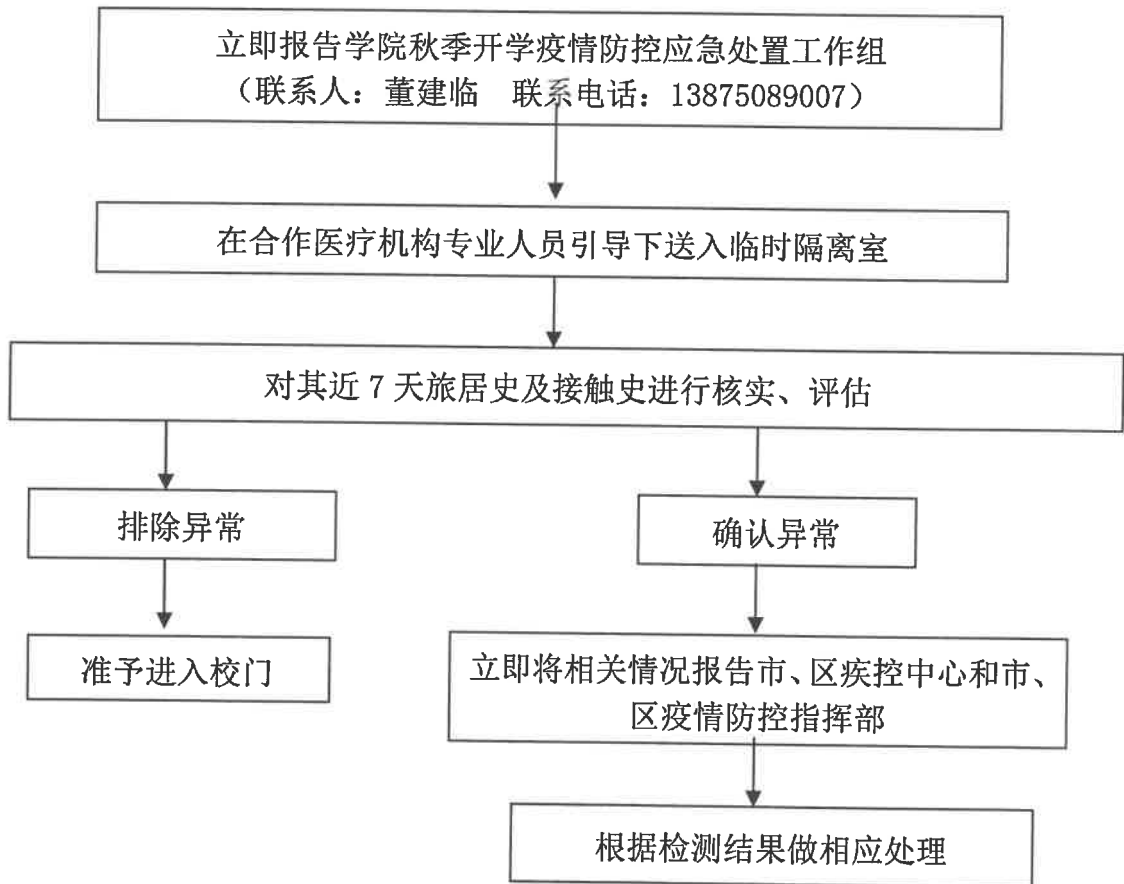 立即报告学院秋季开学疫情防控应急处置工作组
（联系人：董建临 联系电话：13875089007）
在合作医疗机构专业人员引导下送入临时隔离室
对其近 7 天旅居史及接触史进行核实、评估
排除异常
确认异常
准予进入校门
立即将相关情况报告市、区疾控中心和市、
区疫情防控指挥部
根据检测结果做相应处理